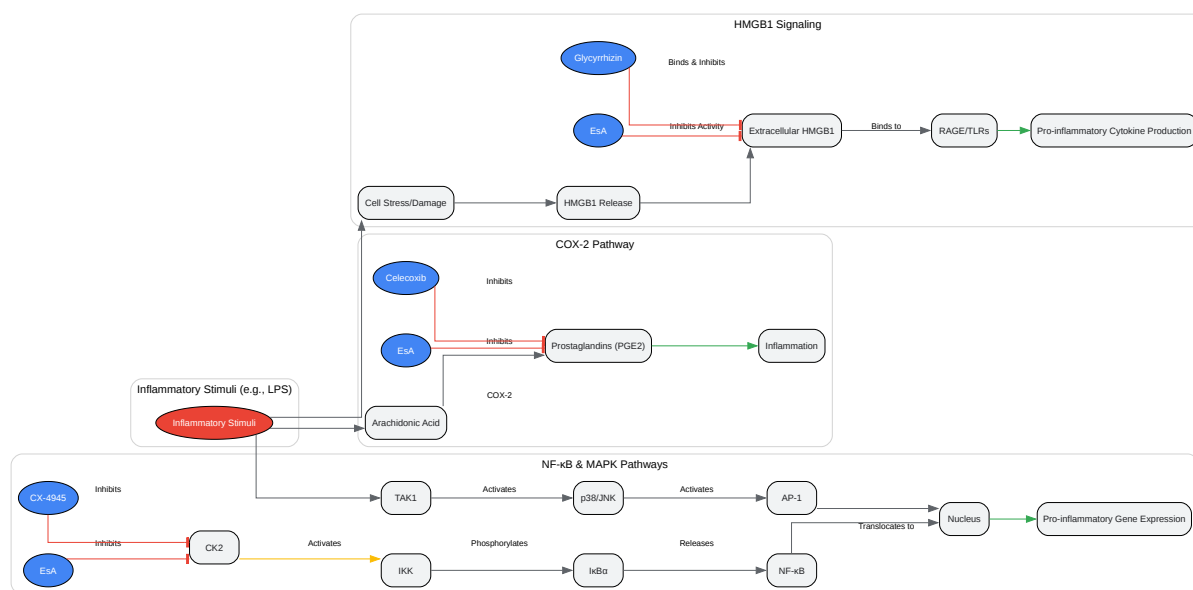 HMGB1 Signaling
Glycyrrhizin
Binds & Inhibits
EsA
Inhibits Activity
Extracellular HMGB1
Binds to
RAGE/TLRs
Pro-inflammatory Cytokine Production
Cell Stress/Damage
HMGB1 Release
COX-2 Pathway
Celecoxib
Inhibits
EsA
Inhibits
Prostaglandins (PGE2)
Inflammation
COX-2
Arachidonic Acid
Inflammatory Stimuli (e.g., LPS)
Inflammatory Stimuli
NF-κB & MAPK Pathways
CX-4945
Inhibits
TAK1
Activates
p38/JNK
Activates
AP-1
Nucleus
Pro-inflammatory Gene Expression
Translocates to
Inhibits
CK2
Activates
EsA
IKK
Phosphorylates
IκBα
Releases
NF-κB